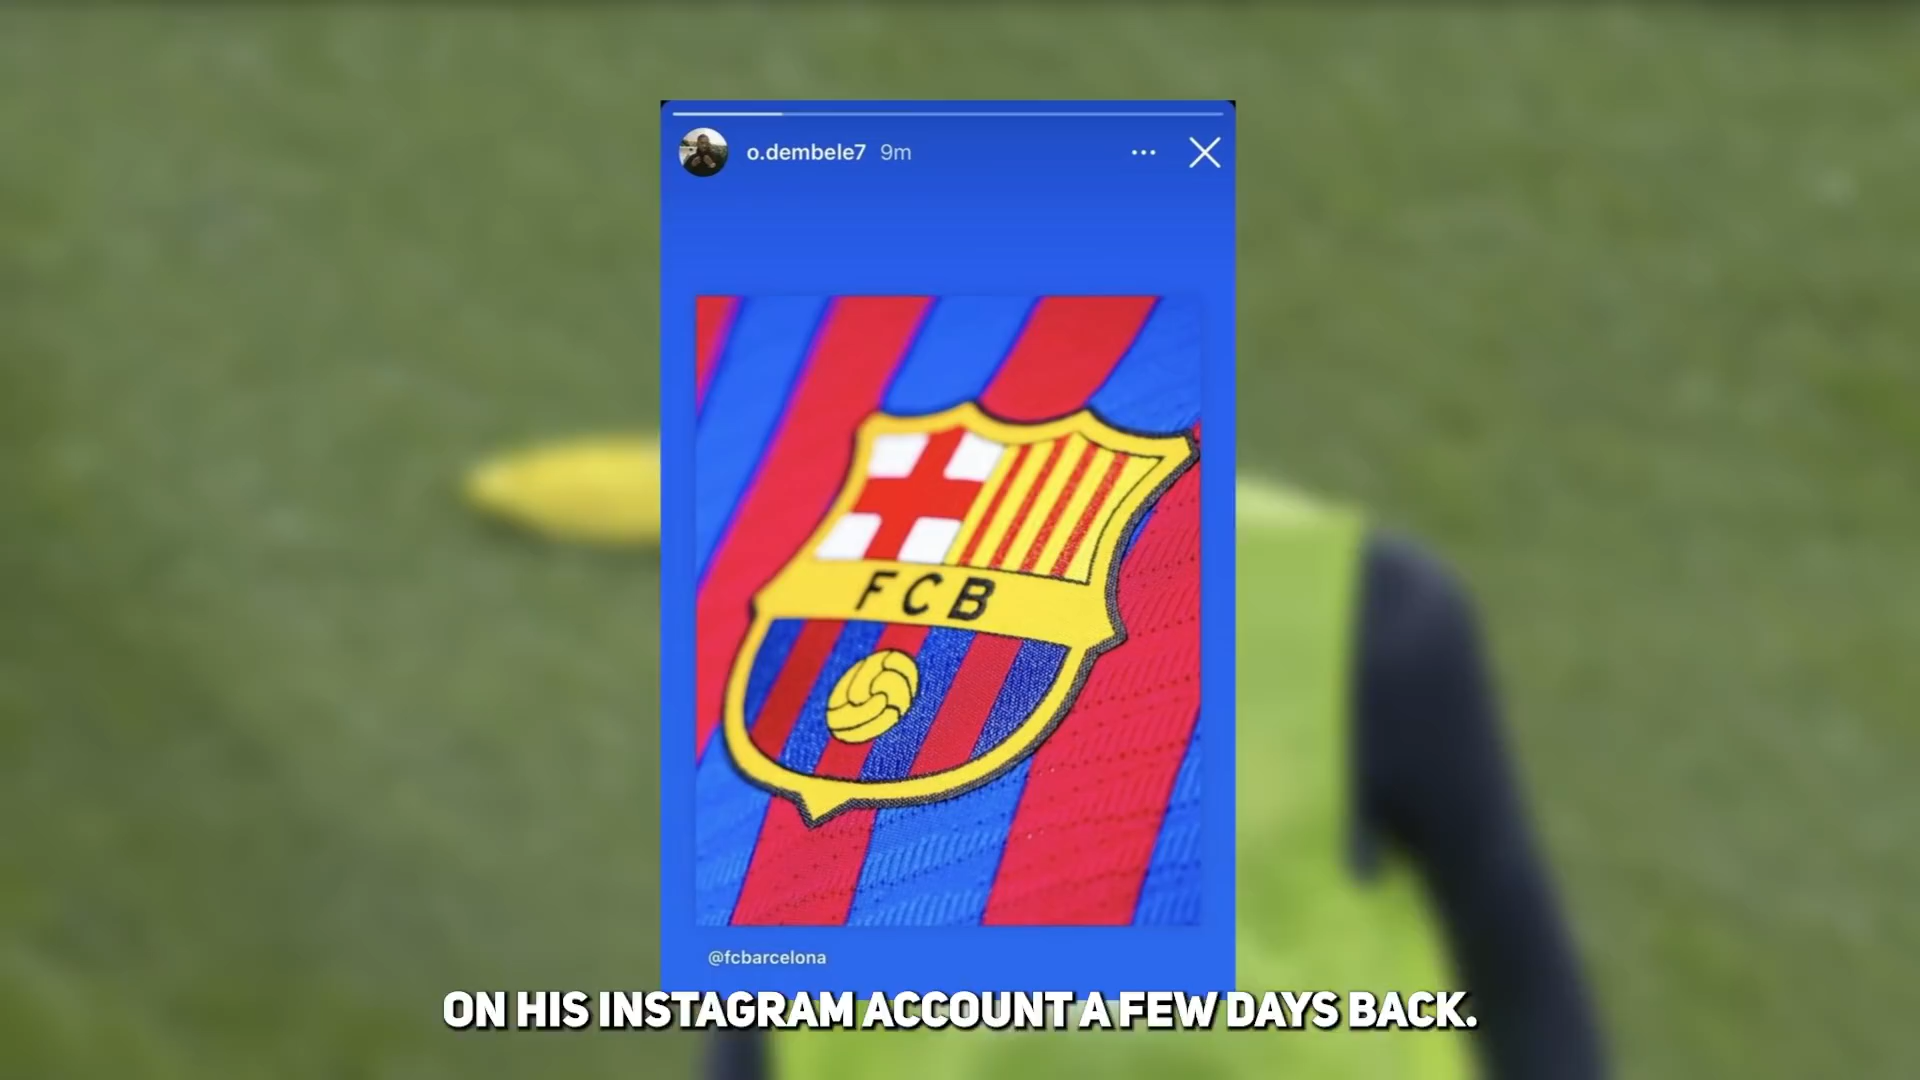 o.dembele7 9m
FCB
@fcbarcelona
ON HIS INSTAGRAM ACCOUNT A FEW DAYS BACK.